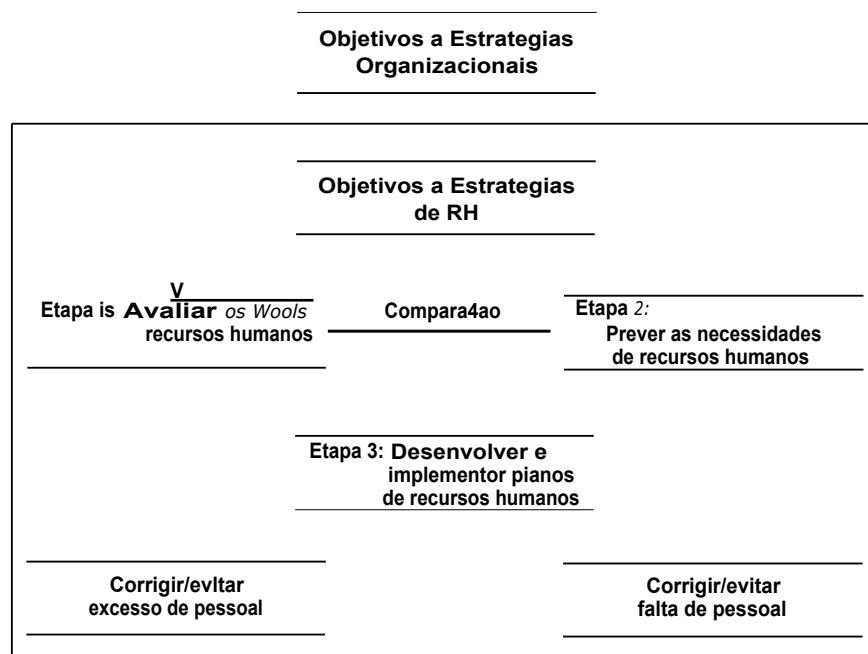 Objetivos a Estrategias
Organizacionais
Objetivos a Estrategias
de RH
V
Etapa is Avaliar os Wools
recursos humanos
Compara4ao
Etapa 2:
Prever as necessidades
de recursos humanos
Etapa 3: Desenvolver e
implementor pianos
de recursos humanos
Corrigir/evltar
excesso de pessoal
Corrigir/evitar
falta de pessoal